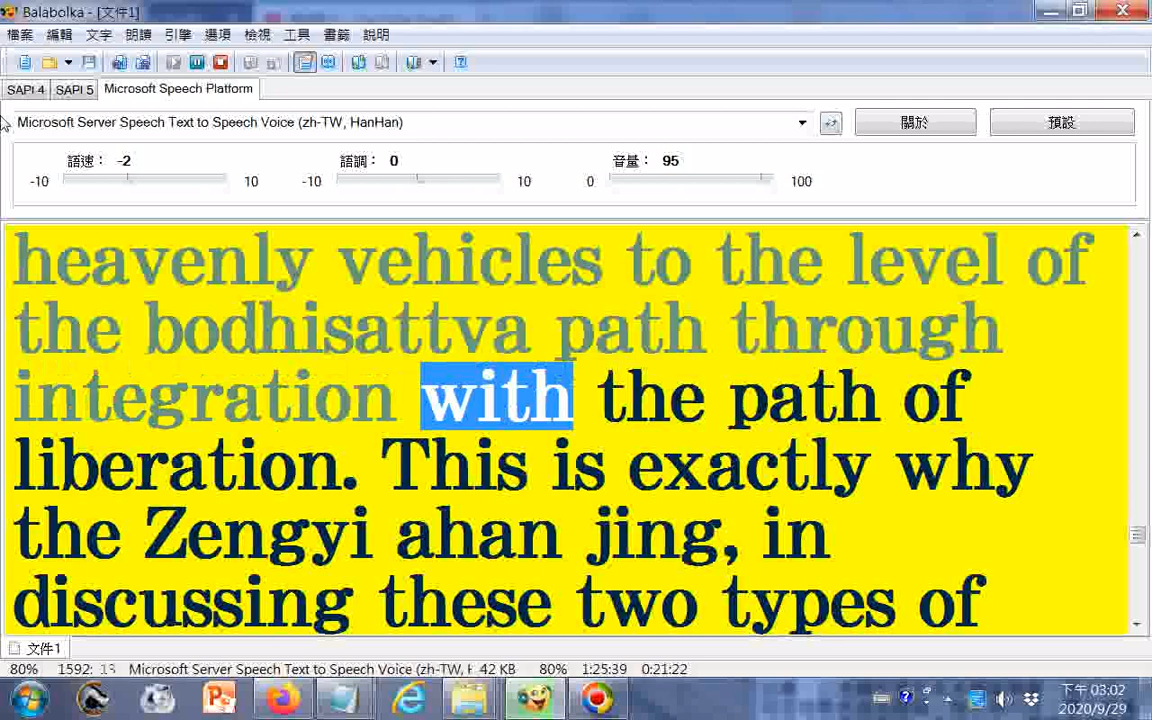 Balabolka - [文件1]
檔案 編輯 文字 朗讀 引擎 選項 檢視 工具 書籤 說明
SAPI 4 SAPI 5 Microsoft Speech Platform
Microsoft Server Speech Text to Speech Voice (zh-TW, HanHan) 關於 預設
語速： -2 語調： 0 音量： 95
-10 10 -10 10 0 100
heavenly vehicles to the level of
the bodhisattva path through
integration with the path of
liberation. This is exactly why
the Zengyi ahan jing, in
discussing these two types of
文件1
80% 1592: Microsoft Server Speech Text to Speech Voice (zh-TW, 42 KB 80% 1:25:39 0:21:22
下午 03:02
2020/9/29